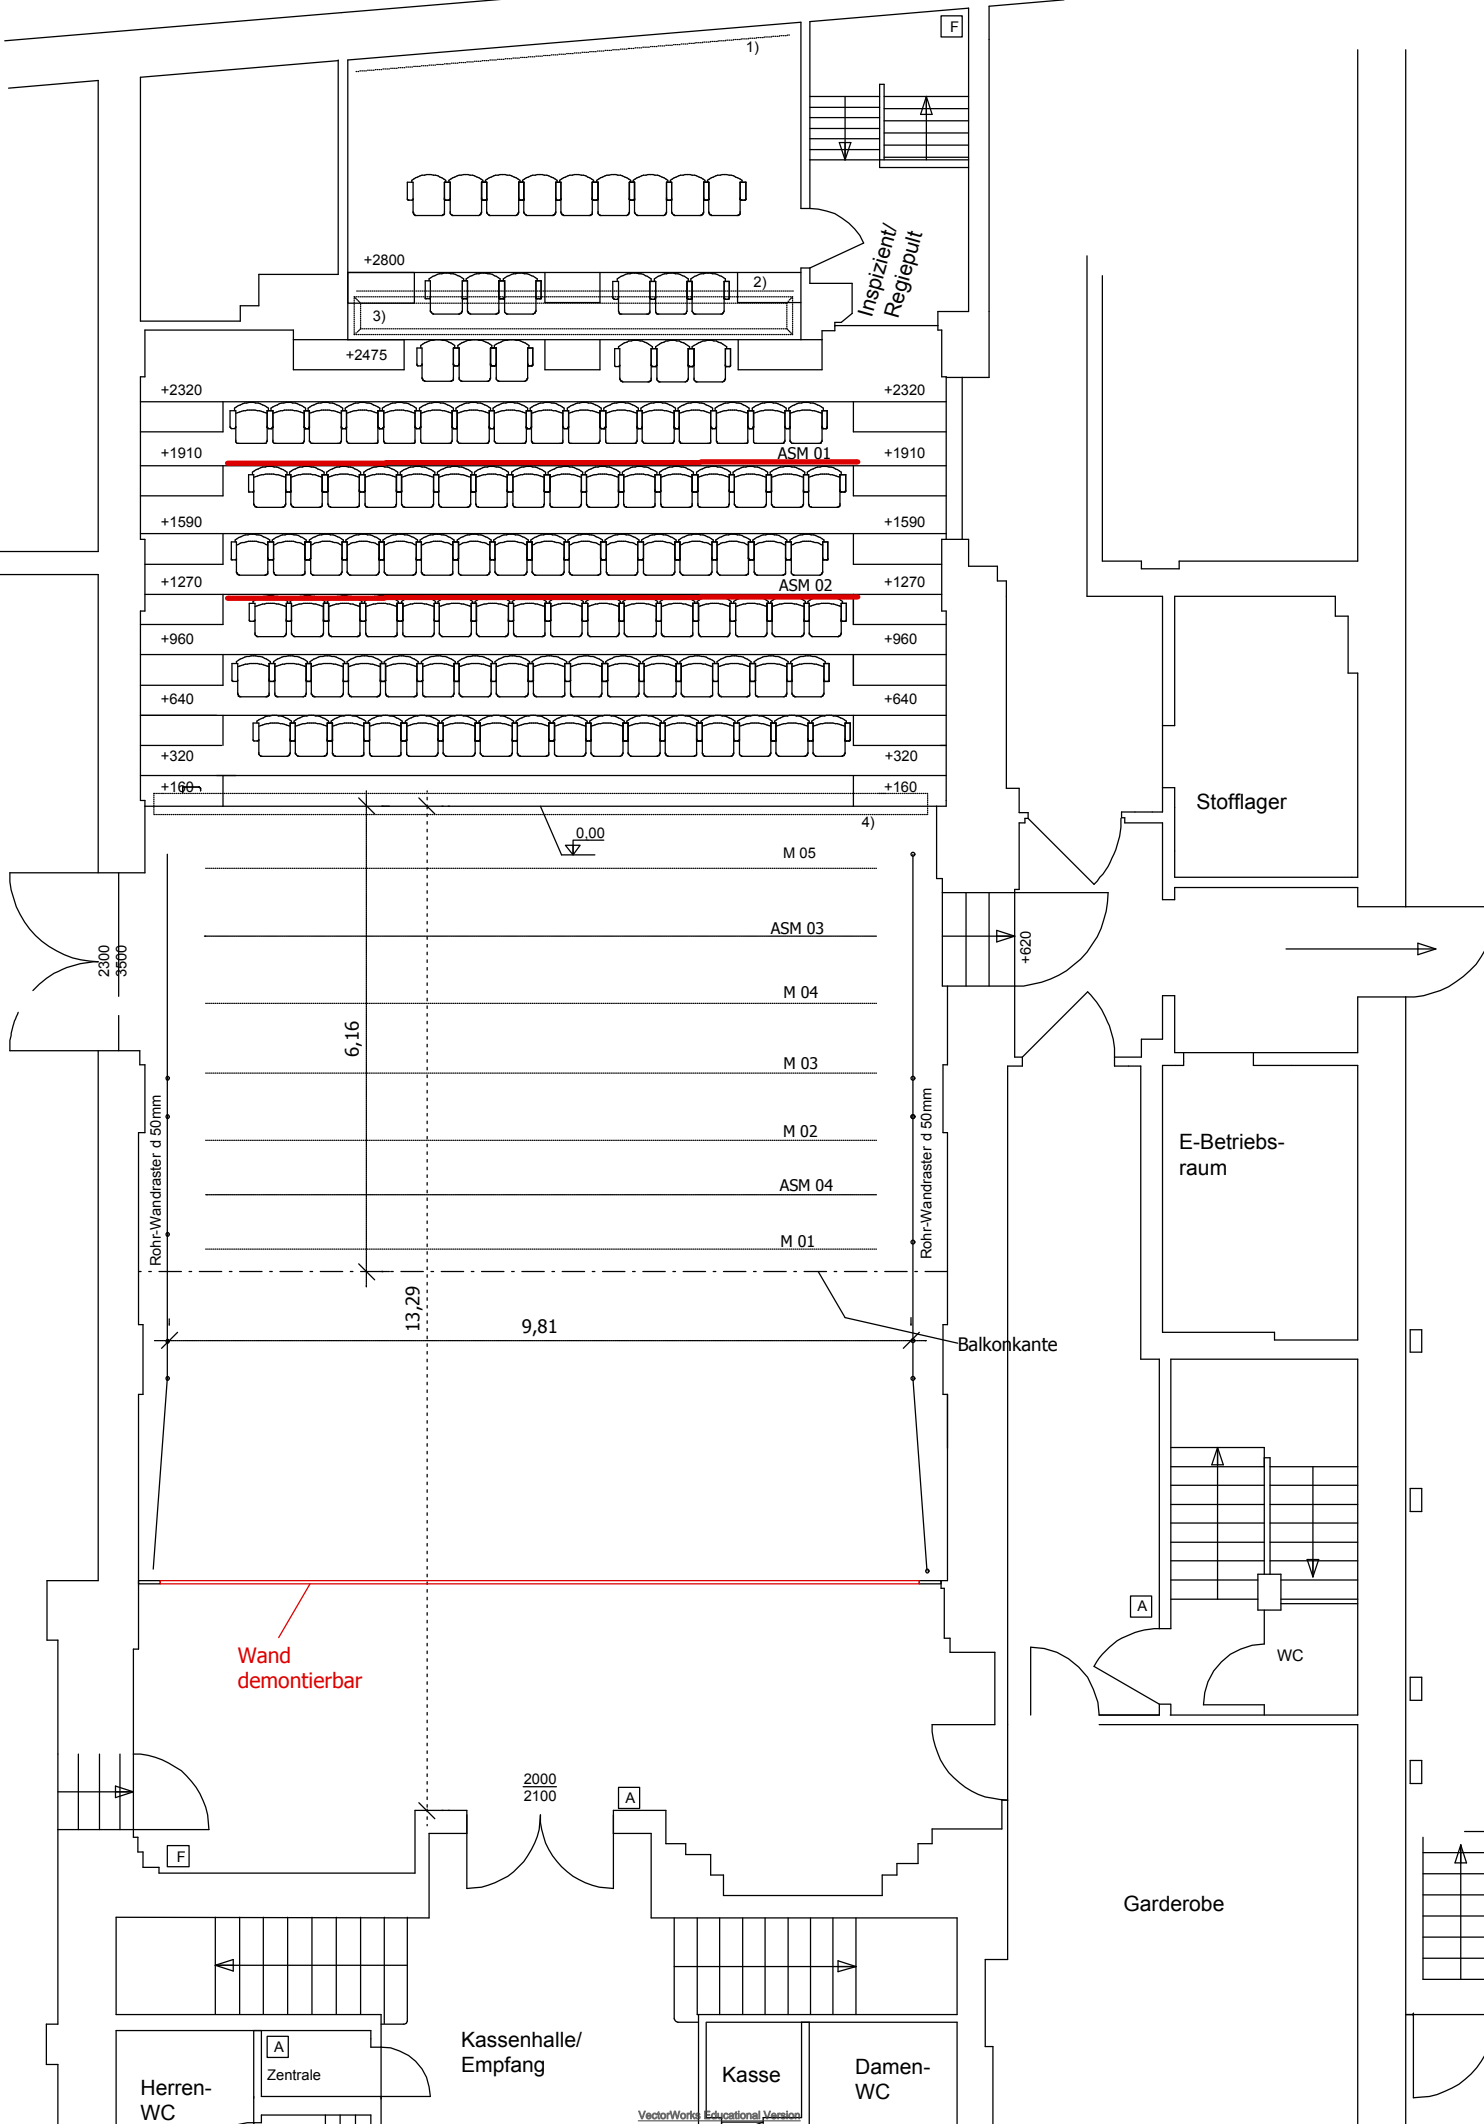 F
1)
Inspizient/
Regiepult
+2800
2)
3)
+2475
+2320
+2320
+1910
ASM 01
+1910
+1590
+1590
+1270
ASM 02
+1270
+960
+960
+640
+640
+320
+320
+160
+160
4)
0,00
Stofflager
M 05
ASM 03
2300
3500
+620
M 04
6,16
M 03
Rohr-Wandraster d 50mm
Rohr-Wandraster d 50mm
M 02
E-Betriebs-
raum
ASM 04
M 01
13,29
9,81
Balkonkante
A
Wand
demontierbar
WC
2000
2100
A
F
Garderobe
Kassenhalle/
Empfang
A
Zentrale
Herren-
WC
Kasse
Damen-
WC
VectorWorks Educational Version